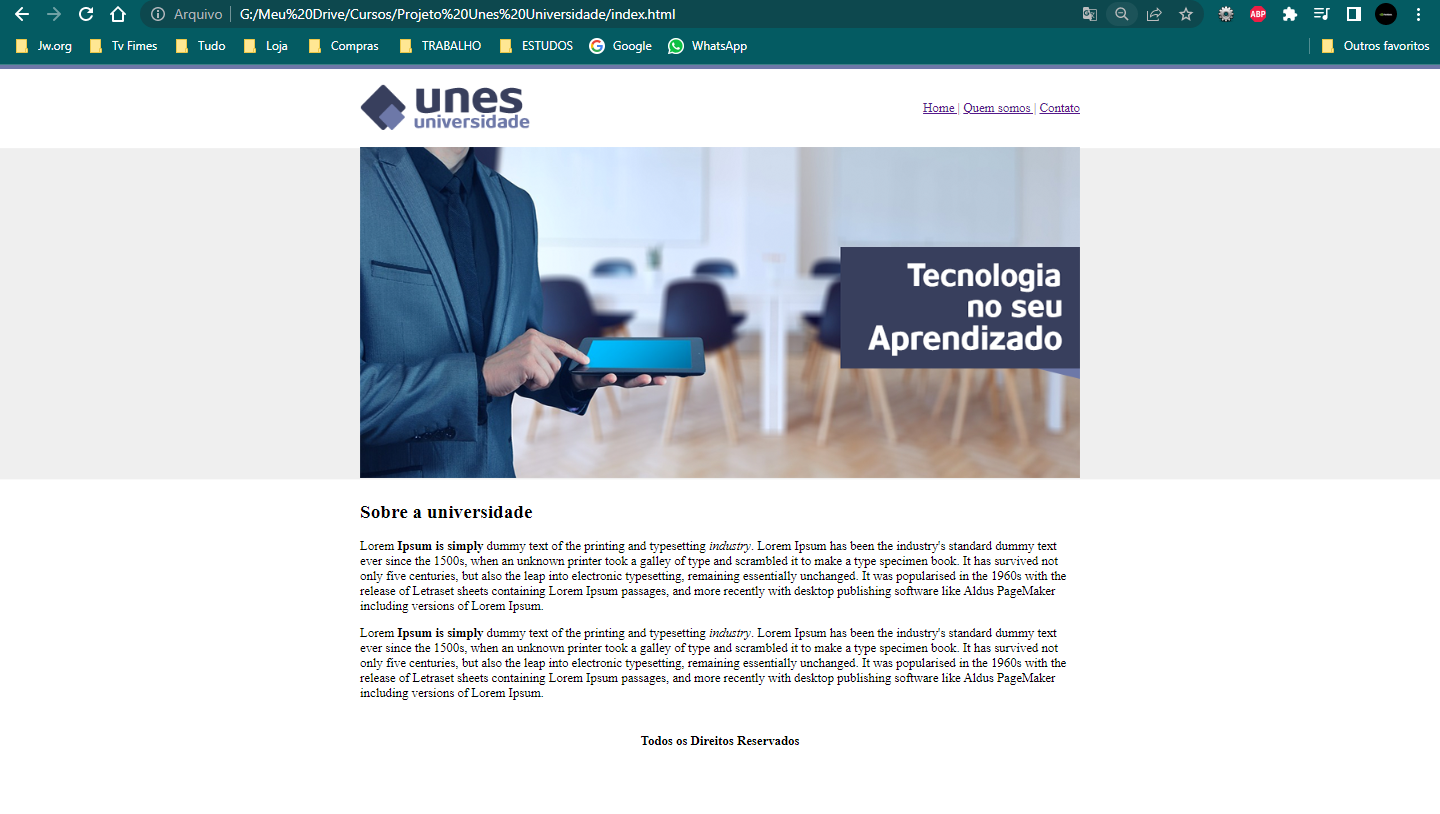 Arquivo G:/Meu%20Drive/Cursos/Projeto%20Unes%20Universidade/index.html
ABP
Jw.org Tv Fimes Tudo Loja Compras TRABALHO ESTUDOS Google WhatsApp Outros favoritos
unes
universidade
Home | Quem somos | Contato
Tecnologia
no seu
Aprendizado
Sobre a universidade
Lorem Ipsum is simply dummy text of the printing and typesetting industry. Lorem Ipsum has been the industry's standard dummy text
ever since the 1500s, when an unknown printer took a galley of type and scrambled it to make a type specimen book. It has survived not
only five centuries, but also the leap into electronic typesetting, remaining essentially unchanged. It was popularised in the 1960s with the
release of Letraset sheets containing Lorem Ipsum passages, and more recently with desktop publishing software like Aldus PageMaker
including versions of Lorem Ipsum.
Lorem Ipsum is simply dummy text of the printing and typesetting industry. Lorem Ipsum has been the industry's standard dummy text
ever since the 1500s, when an unknown printer took a galley of type and scrambled it to make a type specimen book. It has survived not
only five centuries, but also the leap into electronic typesetting, remaining essentially unchanged. It was popularised in the 1960s with the
release of Letraset sheets containing Lorem Ipsum passages, and more recently with desktop publishing software like Aldus PageMaker
including versions of Lorem Ipsum.
Todos os Direitos Reservados